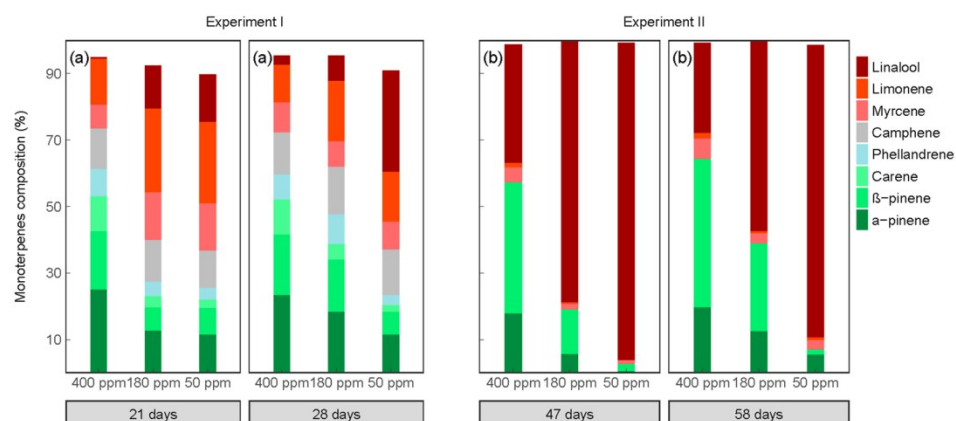 Experiment I
Experiment II
(a)
(a)
(b)
(b)
Monoterpenes composition (%)
90
70
50
30
10
Linalool
Limonene
Myrcene
Camphene
Phellandrene
Carene
ß-pinene
a-pinene
400 ppm 180 ppm 50 ppm
400 ppm 180 ppm 50 ppm
400 ppm 180 ppm 50 ppm
400 ppm 180 ppm 50 ppm
21 days
28 days
47 days
58 days